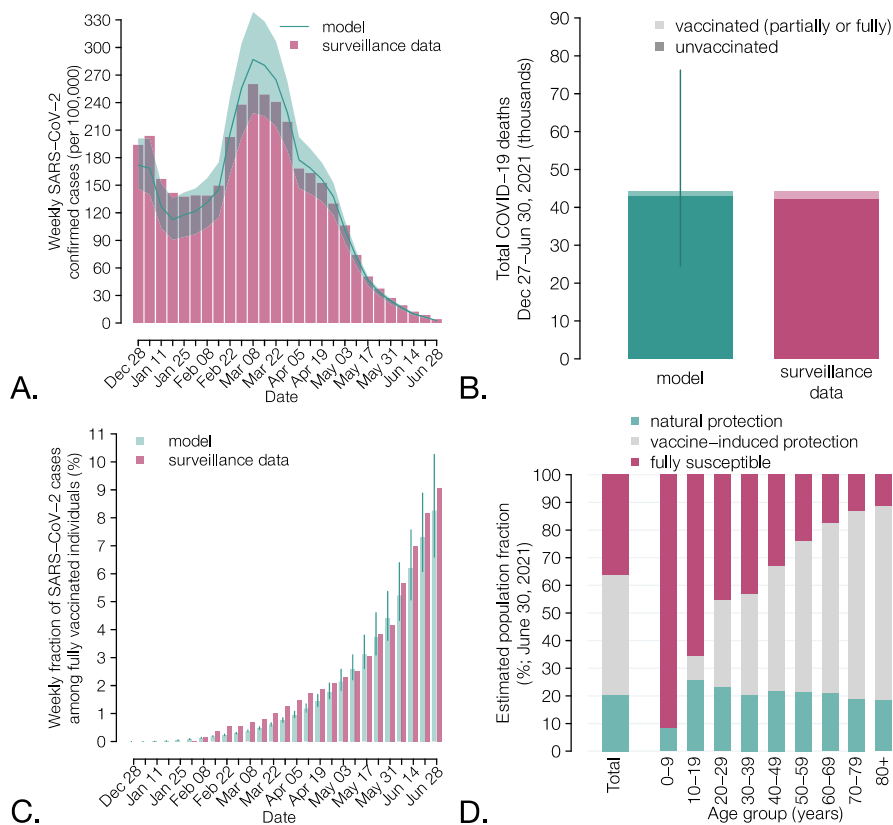 330
300
270
240
210
180
150
120
90
60
30
0
Weekly SARS−CoV−2
confirmed cases (per 100,000)
model
surveillance data
Dec 28
Jan 11
Jan 25
Feb 08
Feb 22
Mar 08
Mar 22
Apr 05
Apr 19
May 03
May 17
May 31
Jun 14
Jun 28
Date
A.
90
80
70
60
50
40
30
20
10
0
Total COVID−19 deaths
Dec 27−Jun 30, 2021 (thousands)
vaccinated (partially or fully)
unvaccinated
model
surveillance
data
B.
11
10
9
8
7
6
5
4
3
2
1
0
Weekly fraction of SARS−CoV−2 cases
among fully vaccinated individuals (%)
model
surveillance data
Dec 28
Jan 11
Jan 25
Feb 08
Feb 22
Mar 08
Mar 22
Apr 05
Apr 19
May 03
May 17
May 31
Jun 14
Jun 28
Date
C.
natural protection
vaccine−induced protection
fully susceptible
100
90
80
70
60
50
40
30
20
10
0
Estimated population fraction
(%; June 30, 2021)
Total
0−9
10−19
20−29
30−39
40−49
50−59
60−69
70−79
80+
Age group (years)
D.